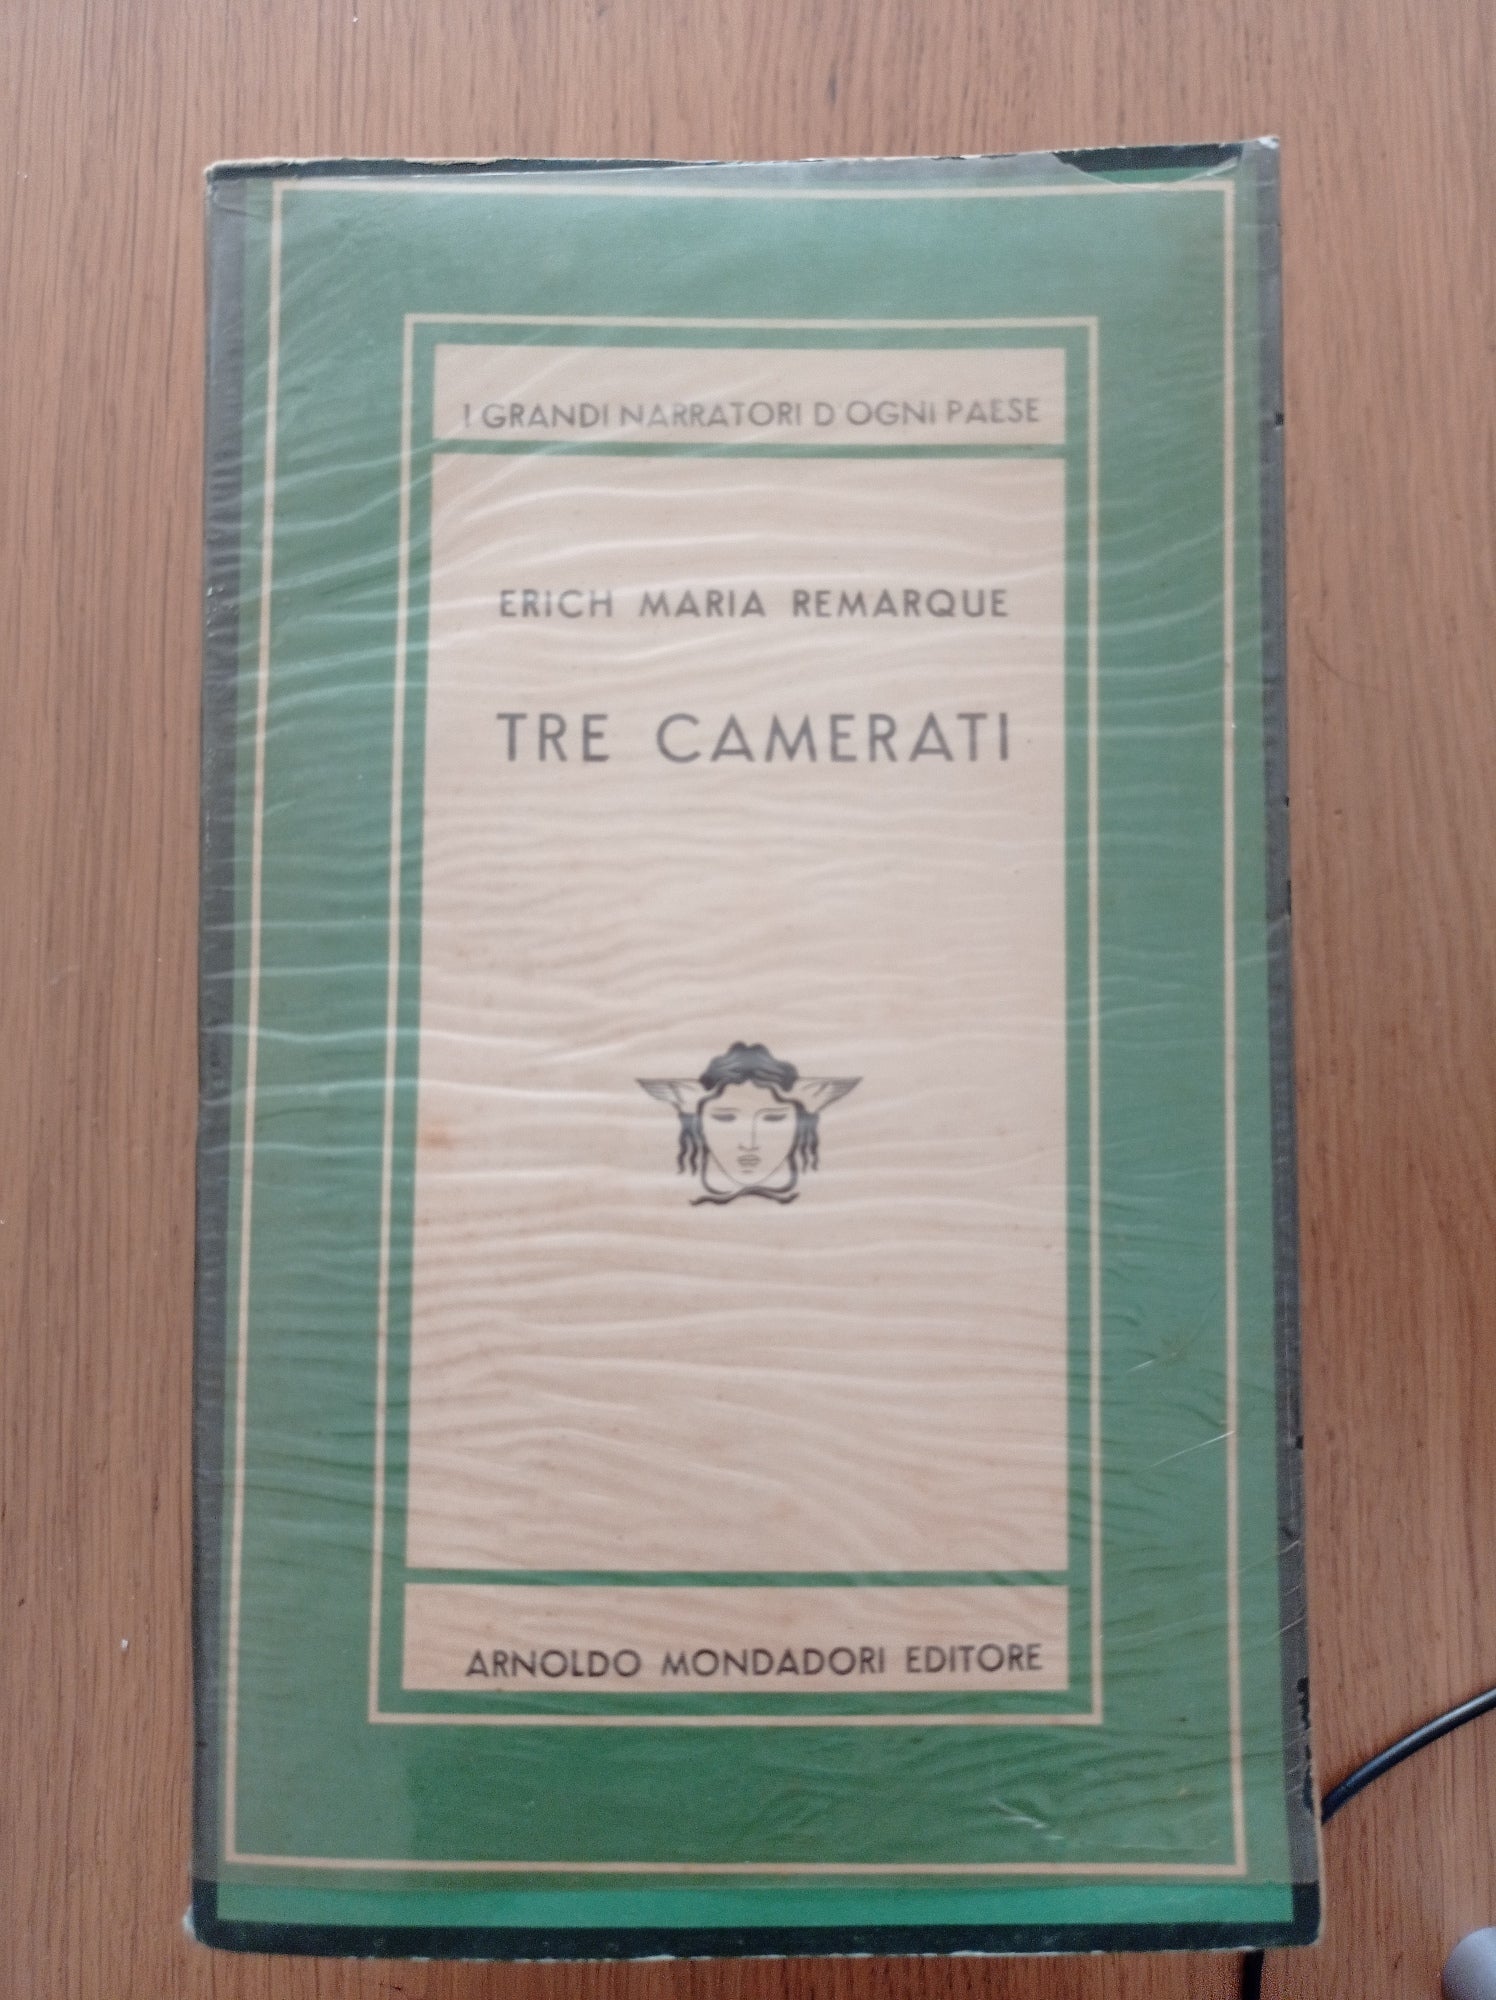 I GRANDI NARRATORI D'OGNI PAESE
ERICH MARIA REMARQUE
TRE CAMERATI
ARNOLDO MONDADORI EDITORE